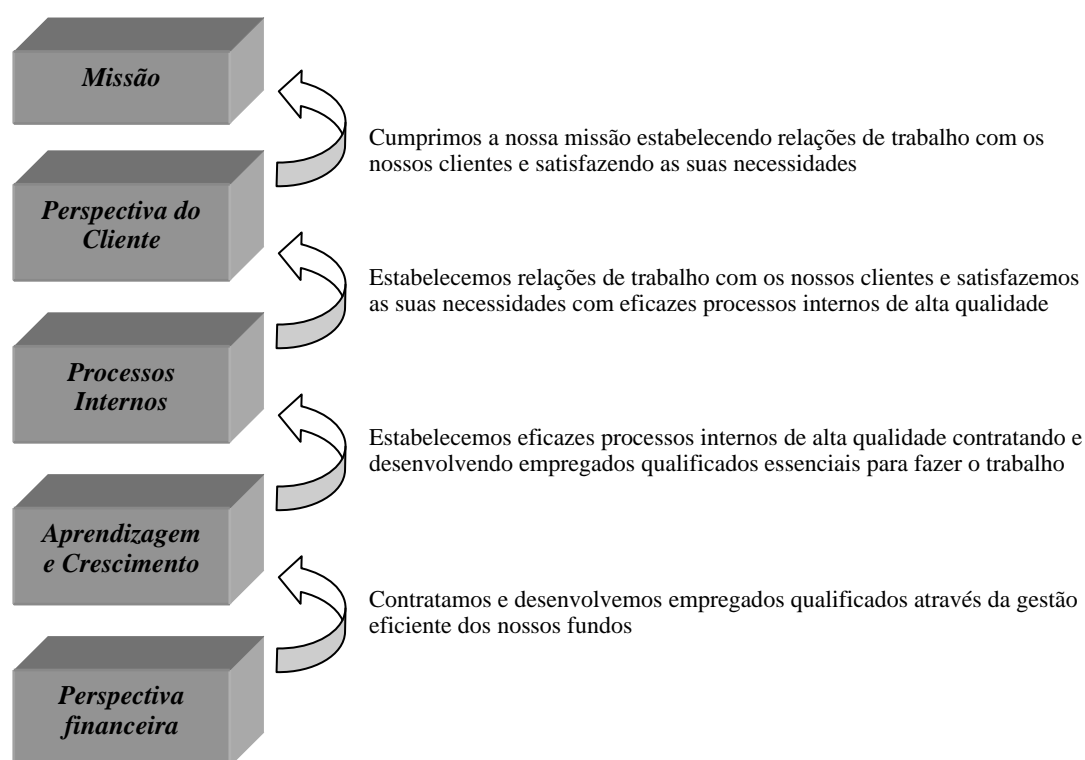 Missão
Cumprimos a nossa missão estabelecendo relações de trabalho com os
nossos clientes e satisfazendo as suas necessidades
Perspectiva do
Cliente
Estabelecemos relações de trabalho com os nossos clientes e satisfazemos
as suas necessidades com eficazes processos internos de alta qualidade
Processos
Internos
Estabelecemos eficazes processos internos de alta qualidade contratando e
desenvolvendo empregados qualificados essenciais para fazer o trabalho
Aprendizagem
e Crescimento
Contratamos e desenvolvemos empregados qualificados através da gestão
eficiente dos nossos fundos
Perspectiva
financeira